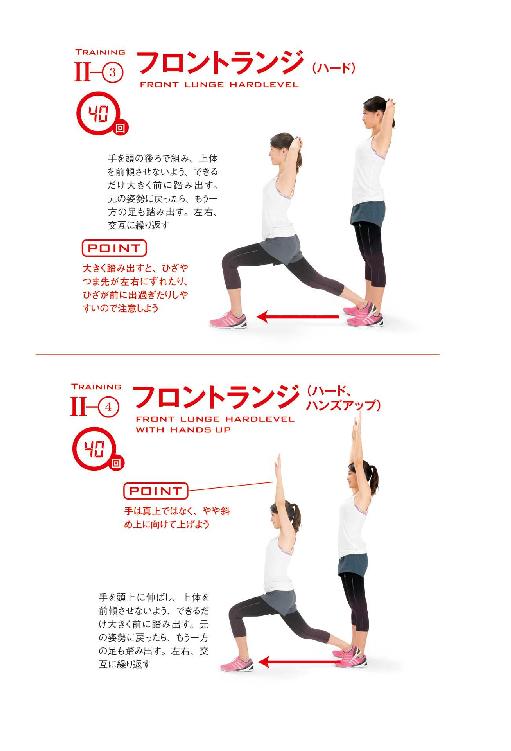 TRAINING
II-③
フロントランジ（ハード）
FRONT LUNGE HARDLEVEL
40回
手を頭の後ろで組み、上体
を前傾させないよう、できる
だけ大きく前に踏み出す。
元の姿勢に戻ったら、もう一
方の足も踏み出す。左右、
交互に繰り返す
POINT
大きく踏み出すと、ひざや
つま先が左右にずれたり、
ひざが前に出過ぎたりしや
すいので注意しよう
TRAINING
II-④
フロントランジ（ハード、
ハンズアップ）
FRONT LUNGE HARDLEVEL
WITH HANDS UP
40回
POINT
手は真上ではなく、やや斜
め上に向けて上げよう
手を頭上に伸ばし、上体を
前傾させないよう、できるだ
け大きく前に踏み出す。元
の姿勢に戻ったら、もう一方
の足も踏み出す。左右、交
互に繰り返す